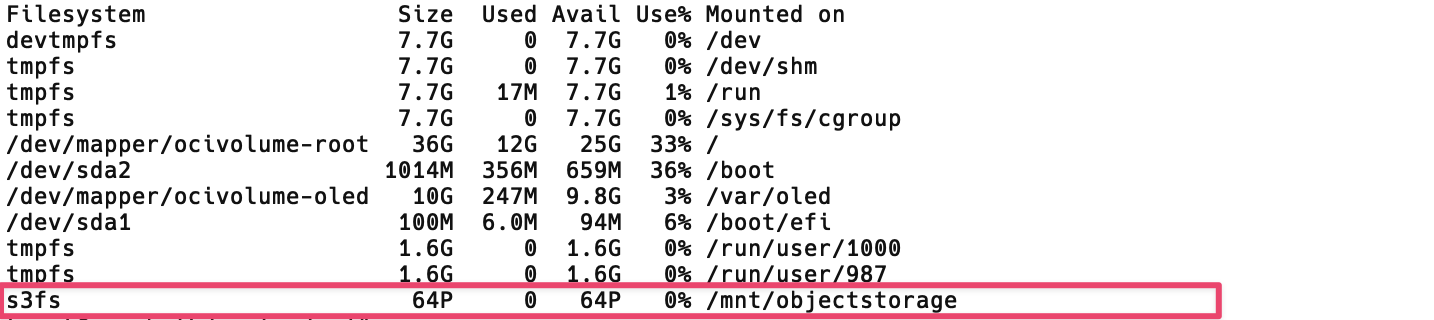 Filesystem                   Size  Used Avail Use% Mounted on
devtmpfs                     7.7G     0  7.7G   0% /dev
tmpfs                        7.7G     0  7.7G   0% /dev/shm
tmpfs                        7.7G   17M  7.7G   1% /run
tmpfs                        7.7G     0  7.7G   0% /sys/fs/cgroup
/dev/mapper/ocivolume-root    36G   12G   25G  33% /
/dev/sda2                   1014M  356M  659M  36% /boot
/dev/mapper/ocivolume-oled    10G  247M  9.8G   3% /var/oled
/dev/sda1                    100M  6.0M   94M   6% /boot/efi
tmpfs                        1.6G     0  1.6G   0% /run/user/1000
tmpfs                        1.6G     0  1.6G   0% /run/user/987
s3fs                          64P     0   64P   0% /mnt/objectstorage